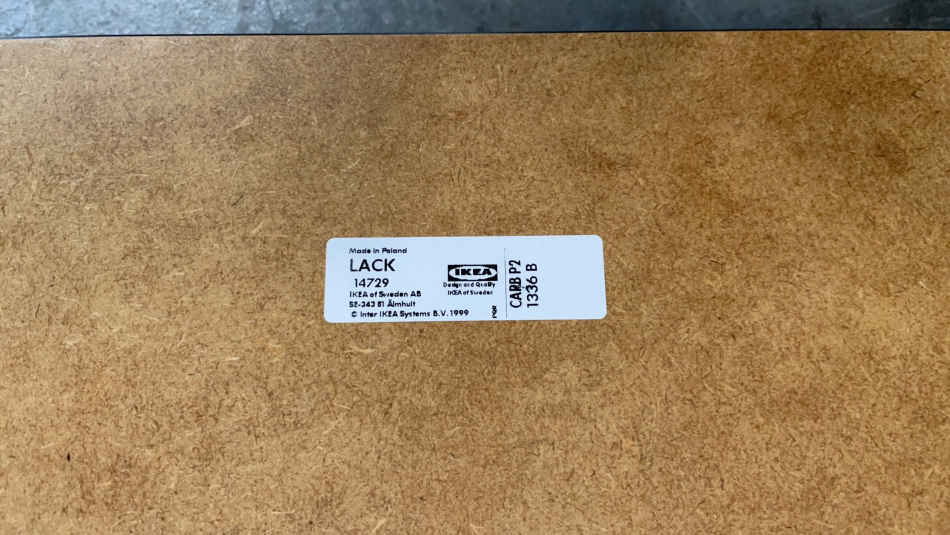 Made in Poland
LACK
14729
IKEA of Sweden AB
SE-343 81 Älmhult
© Inter IKEA Systems B.V. 1999
IKEA
Design and Quality
IKEA of Sweden
PQR
CARB P2
1336 B